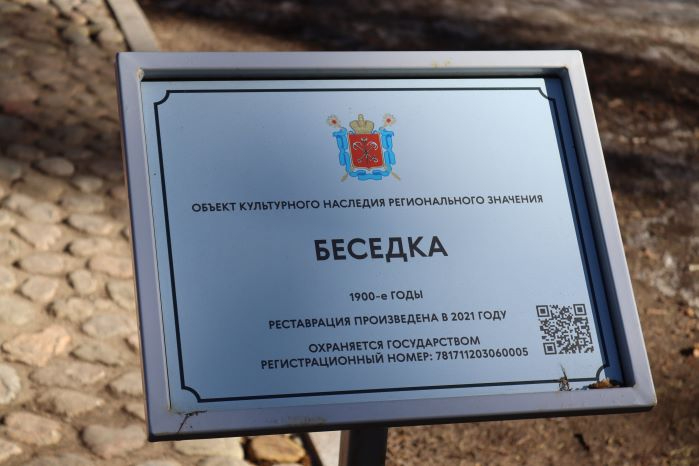 ОБЪЕКТ КУЛЬТУРНОГО НАСЛЕДИЯ РЕГИОНАЛЬНОГО ЗНАЧЕНИЯ
БЕСЕДКА
1900-е ГОДЫ
РЕСТАВРАЦИЯ ПРОИЗВЕДЕНА В 2021 ГОДУ
ОХРАНЯЕТСЯ ГОСУДАРСТВОМ
РЕГИСТРАЦИОННЫЙ НОМЕР: 781711203060005